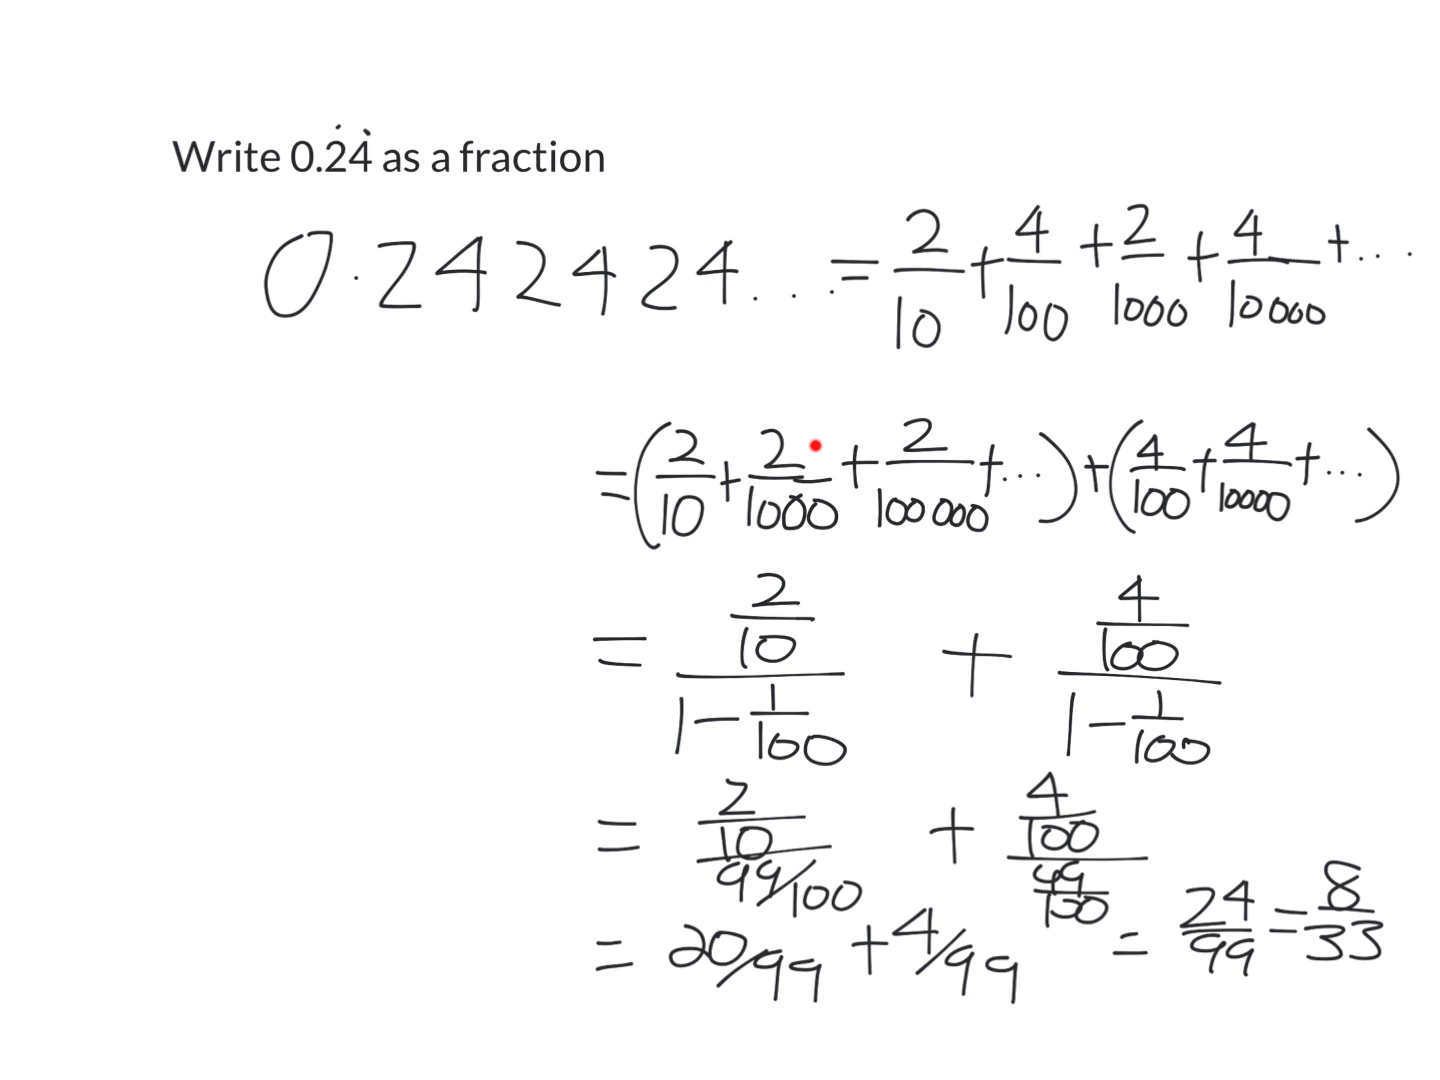 Write 0.2̇4̇ as a fraction
0.242424... = 2/10 + 4/100 + 2/1000 + 4/10000 + ...
= (2/10 + 2/1000 + 2/100000 + ...) + (4/100 + 4/10000 + ...)
= (2/10)/(1 - 1/100) + (4/100)/(1 - 1/100)
= (2/10)/(99/100) + (4/100)/(99/100)
= 20/99 + 4/99 = 24/99 = 8/33